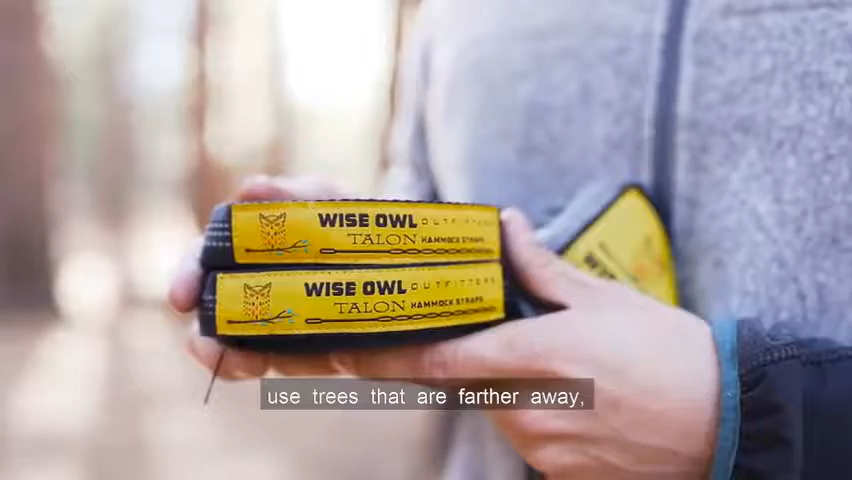 WISE OWL OUTFITTERS
TALON HAMMOCK STRAPS
WISE OWL OUTFITTERS
TALON HAMMOCK STRAPS
use trees that are farther away,